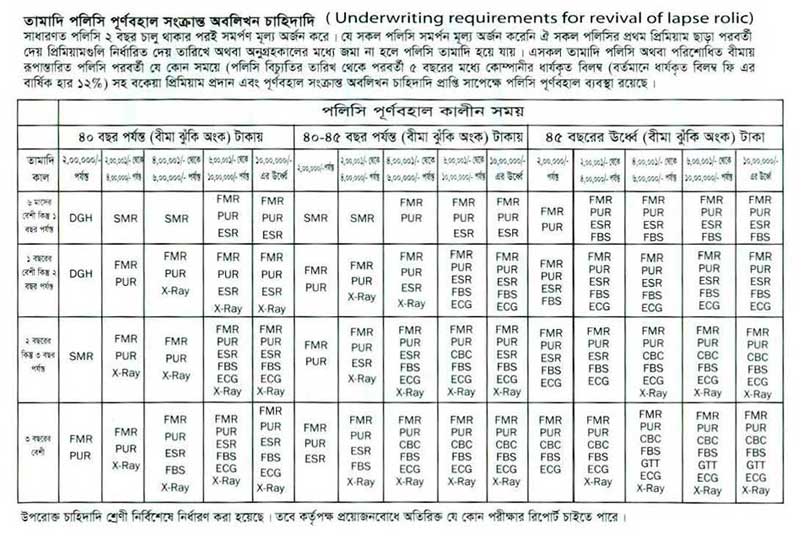 তামাদি পলিসি পূর্ণবহাল সংক্রান্ত অবলিখন চাহিদাদি ( Underwriting requirements for revival of lapse rolic)
সাধারণত পলিসি ২ বছর চালু থাকার পরই সমর্পণ মূল্য অর্জন করে। যে সকল পলিসি সমর্পন মূল্য অর্জন করেনি ঐ সকল পলিসির প্রথম প্রিমিয়াম ছাড়া পরবর্তী
দেয় প্রিমিয়ামগুলি নির্ধারিত দেয় তারিখে অথবা অনুগ্রহকালের মধ্যে জমা না হলে পলিসি তামাদি হয়ে যায়। এসকল তামাদি পলিসি অথবা পরিশোধিত বীমায়
রূপান্তরিত পলিসি পরবর্তী যে কোন সময়ে (পলিসি বিচ্যুতির তারিখ থেকে পরবর্তী ৫ বছরের মধ্যে কোম্পানীর ধার্যকৃত বিলম্ব (বর্তমানে ধার্যকৃত বিলম্ব ফি এর
বার্ষিক হার ১২%) সহ বকেয়া প্রিমিয়াম প্রদান এবং পূর্ণবহাল সংক্রান্ত অবলিখন চাহিদাদি প্রাপ্তি সাপেক্ষে পলিসি পূর্ণবহাল ব্যবস্থা রয়েছে।
পলিসি পূর্ণবহাল কালীন সময়
৪০ বছর পর্যন্ত (বীমা ঝুঁকি অংক) টাকায় ৪০-৪৫ বছর পর্যন্ত (বীমা ঝুঁকি অংক) টাকায় ৪৫ বছরের উর্ধ্বে (বীমা ঝুঁকি অংক) টাকা
তামাদি কাল ২,০০,০০০/- পর্যন্ত ২,০০,০০১/- থেকে ৪,০০,০০০/- পর্যন্ত ৪,০০,০০১/- থেকে ৬,০০,০০০/- পর্যন্ত ৬,০০,০০১/- থেকে ১০,০০,০০০/- পর্যন্ত ১০,০০,০০০/- এর উর্ধ্বে ২,০০,০০০/- পর্যন্ত ২,০০,০০১/- থেকে ৪,০০,০০০/- পর্যন্ত ৪,০০,০০১/- থেকে ৬,০০,০০০/- পর্যন্ত ৬,০০,০০১/- থেকে ১০,০০,০০০/- পর্যন্ত ১০,০০,০০০/- এর উর্ধ্বে ২,০০,০০০/- পর্যন্ত ২,০০,০০১/- থেকে ৪,০০,০০০/- পর্যন্ত ৪,০০,০০১/- থেকে ৬,০০,০০০/- পর্যন্ত ৬,০০,০০১/- থেকে ১০,০০,০০০/- পর্যন্ত ১০,০০,০০০/- এর উর্ধ্বে
৬ মাসের বেশী কিন্তু ১ বছর পর্যন্ত DGH SMR SMR FMR PUR ESR FMR PUR ESR SMR SMR FMR PUR FMR PUR ESR FMR PUR ESR FMR PUR FMR PUR ESR FBS FMR PUR ESR FBS FMR PUR ESR FBS FMR PUR ESR FBS
১ বছরের বেশী কিন্তু ২ বছর পর্যন্ত DGH FMR PUR FMR PUR X-Ray FMR PUR ESR X-Ray FMR PUR ESR X-Ray FMR PUR FMR PUR FMR PUR ESR X-Ray FMR PUR ESR FBS ECG FMR PUR ESR FBS ECG FMR PUR ESR FMR PUR ESR FBS FMR PUR ESR FBS ECG FMR PUR ESR FBS ECG FMR PUR ESR FBS ECG
২ বছরের কিন্তু ৩ বছর পর্যন্ত SMR FMR PUR X-Ray FMR PUR X-Ray FMR PUR ESR FBS ECG X-Ray FMR PUR ESR FBS ECG X-Ray FMR PUR FMR PUR ESR X-Ray FMR PUR ESR FBS ECG X-Ray FMR PUR CBC FBS ECG X-Ray FMR PUR ESR FBS ECG X-Ray FMR PUR ESR FBS ECG FMR PUR ESR FBS ECG FMR PUR CBC FBS ECG X-Ray FMR PUR CBC FBS ECG X-Ray FMR PUR CBC FBS ECG X-Ray
৩ বছরের বেশী FMR PUR FMR PUR X-Ray FMR PUR ESR FBS X-Ray FMR PUR ESR FBS ECG X-Ray FMR PUR ESR FBS ECG X-Ray FMR PUR ESR FMR PUR ESR FBS X-Ray FMR PUR CBC FBS ECG X-Ray FMR PUR CBC FBS ECG X-Ray FMR PUR CBC FBS ECG X-Ray FMR PUR CBC FBS ECG FMR PUR CBC FBS ECG X-Ray FMR PUR CBC FBS GTT ECG X-Ray FMR PUR CBC FBS GTT ECG X-Ray FMR PUR CBC FBS GTT ECG X-Ray
উপরোক্ত চাহিদাদি শ্রেণী নির্বিশেষে নির্ধারণ করা হয়েছে। তবে কর্তৃপক্ষ প্রয়োজনবোধে অতিরিক্ত যে কোন পরীক্ষার রিপোর্ট চাইতে পারে।